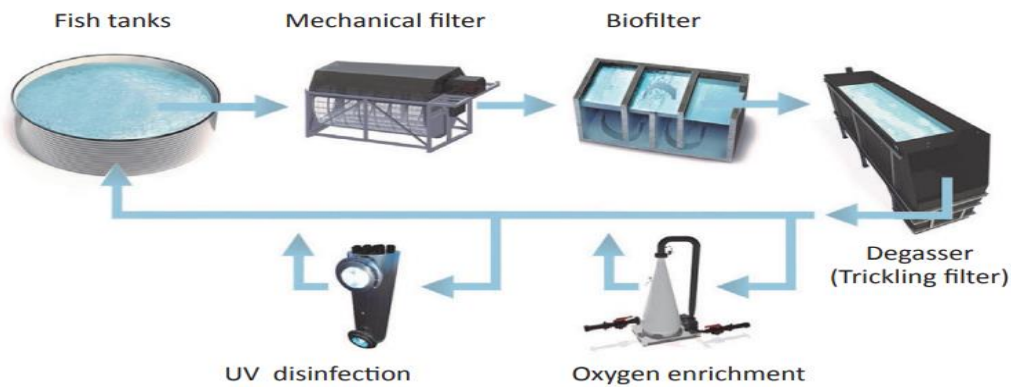 Fish tanks
Mechanical filter
Biofilter
Degasser
(Trickling filter)
UV disinfection
Oxygen enrichment